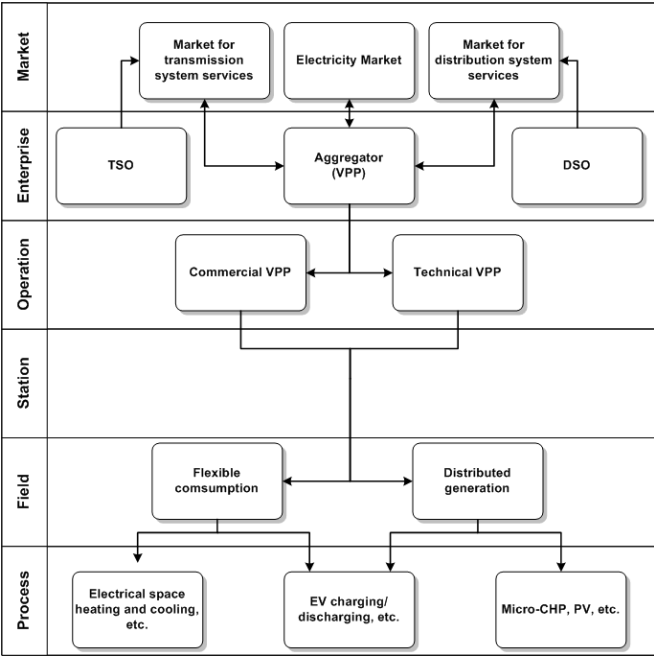 Market
Market for
transmission
system services
Electricity Market
Market for
distribution system
services
Enterprise
TSO
Aggregator
(VPP)
DSO
Operation
Commercial VPP
Technical VPP
Station
Field
Flexible
comsumption
Distributed
generation
Process
Electrical space
heating and cooling,
etc.
EV charging/
discharging, etc.
Micro-CHP, PV, etc.